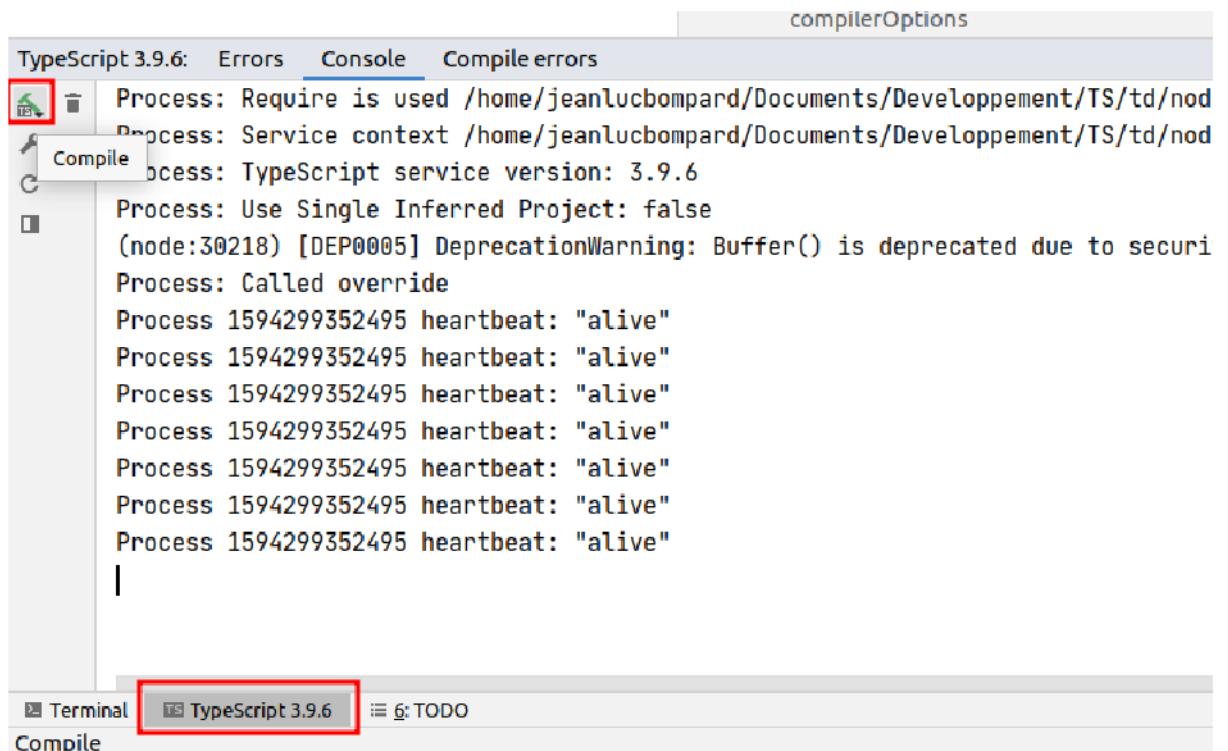 compilerOptions
TypeScript 3.9.6: Errors Console Compile errors
Process: Require is used /home/jeanlucbompard/Documents/Developpement/TS/td/nod
Process: Service context /home/jeanlucbompard/Documents/Developpement/TS/td/nod
Compile
ocess: TypeScript service version: 3.9.6
Process: Use Single Inferred Project: false
(node:30218) [DEP0005] DeprecationWarning: Buffer() is deprecated due to securi
Process: Called override
Process 1594299352495 heartbeat: "alive"
Process 1594299352495 heartbeat: "alive"
Process 1594299352495 heartbeat: "alive"
Process 1594299352495 heartbeat: "alive"
Process 1594299352495 heartbeat: "alive"
Process 1594299352495 heartbeat: "alive"
Process 1594299352495 heartbeat: "alive"
Terminal TS TypeScript 3.9.6 6: TODO
Compile